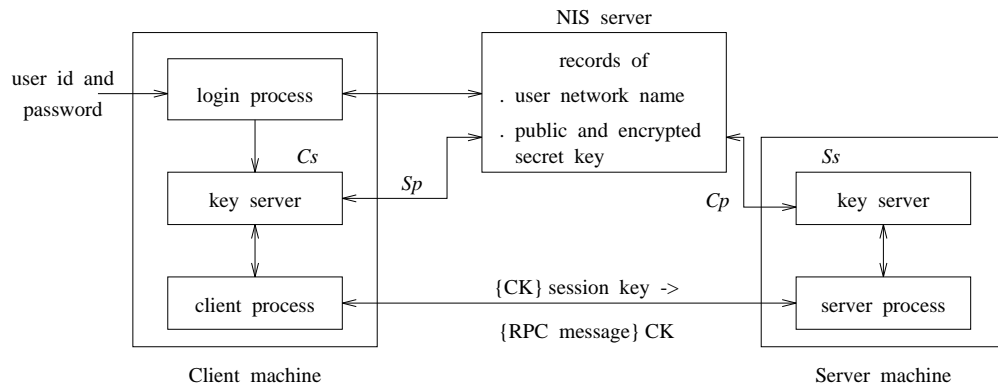 NIS server
user id and
password
login process
records of
. user network name
. public and encrypted
secret key
Cs
key server
Sp
Cp
Ss
key server
client process
{CK} session key ->
{RPC message} CK
server process
Client machine
Server machine